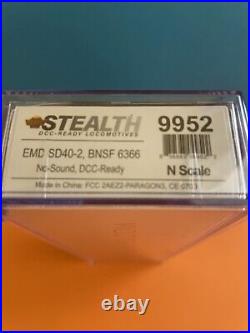 STEALTH
DCC-READY LOCOMOTIVES
9952
EMD SD40-2, BNSF 6366
No-Sound, DCC-Ready
N Scale
Made in China: FCC 2AEZ2-PARAGON3, CE 0703